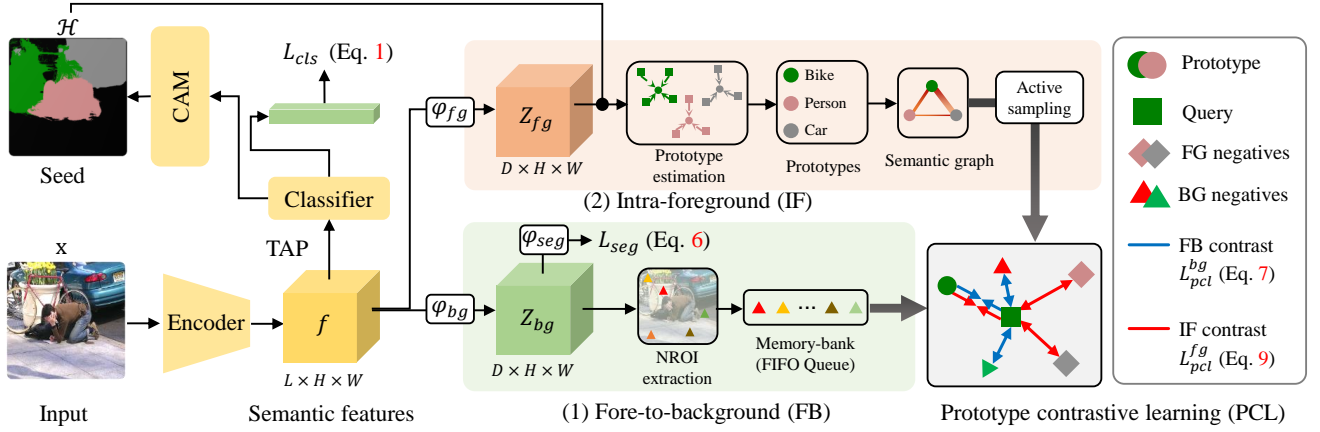 ℋ
Seed
CAM
L_cls (Eq. 1)
Classifier
TAP
x
Input
Encoder
f
L × H × W
Semantic features
φ_fg
Z_fg
D × H × W
Prototype
estimation
Bike
Person
Car
Prototypes
Semantic graph
Active
sampling
(2) Intra-foreground (IF)
φ_bg
φ_seg
L_seg (Eq. 6)
Z_bg
D × H × W
NROI
extraction
...
Memory-bank
(FIFO Queue)
(1) Fore-to-background (FB)
Prototype contrastive learning (PCL)
Prototype
Query
FG negatives
BG negatives
FB contrast
L_pcl^bg (Eq. 7)
IF contrast
L_pcl^fg (Eq. 9)